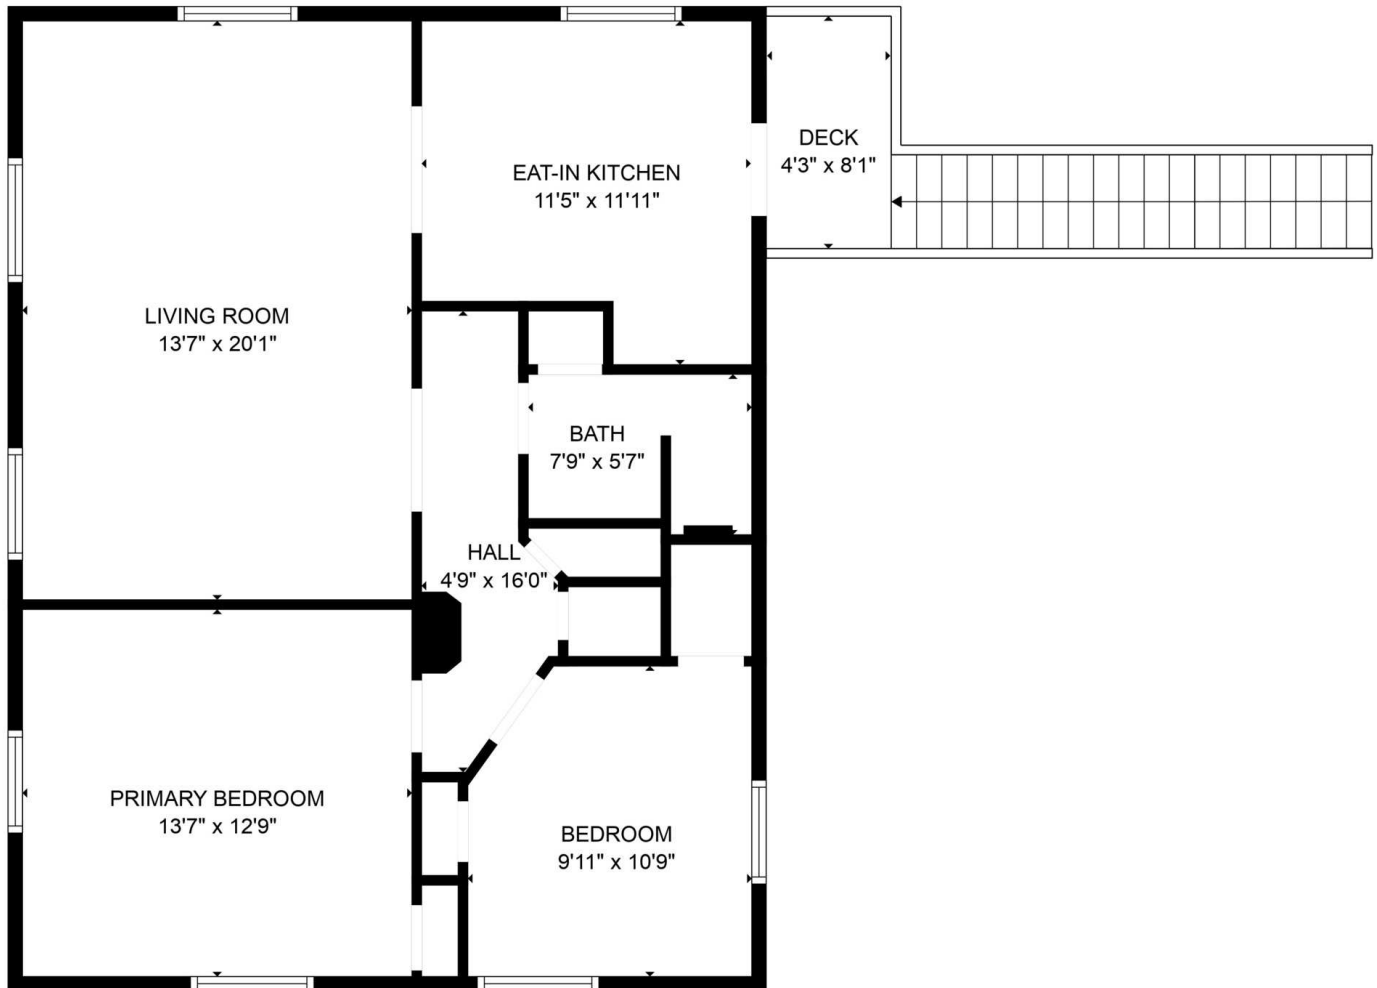 DECK
4'3" x 8'1"
EAT-IN KITCHEN
11'5" x 11'11"
LIVING ROOM
13'7" x 20'1"
BATH
7'9" x 5'7"
HALL
4'9" x 16'0"
PRIMARY BEDROOM
13'7" x 12'9"
BEDROOM
9'11" x 10'9"